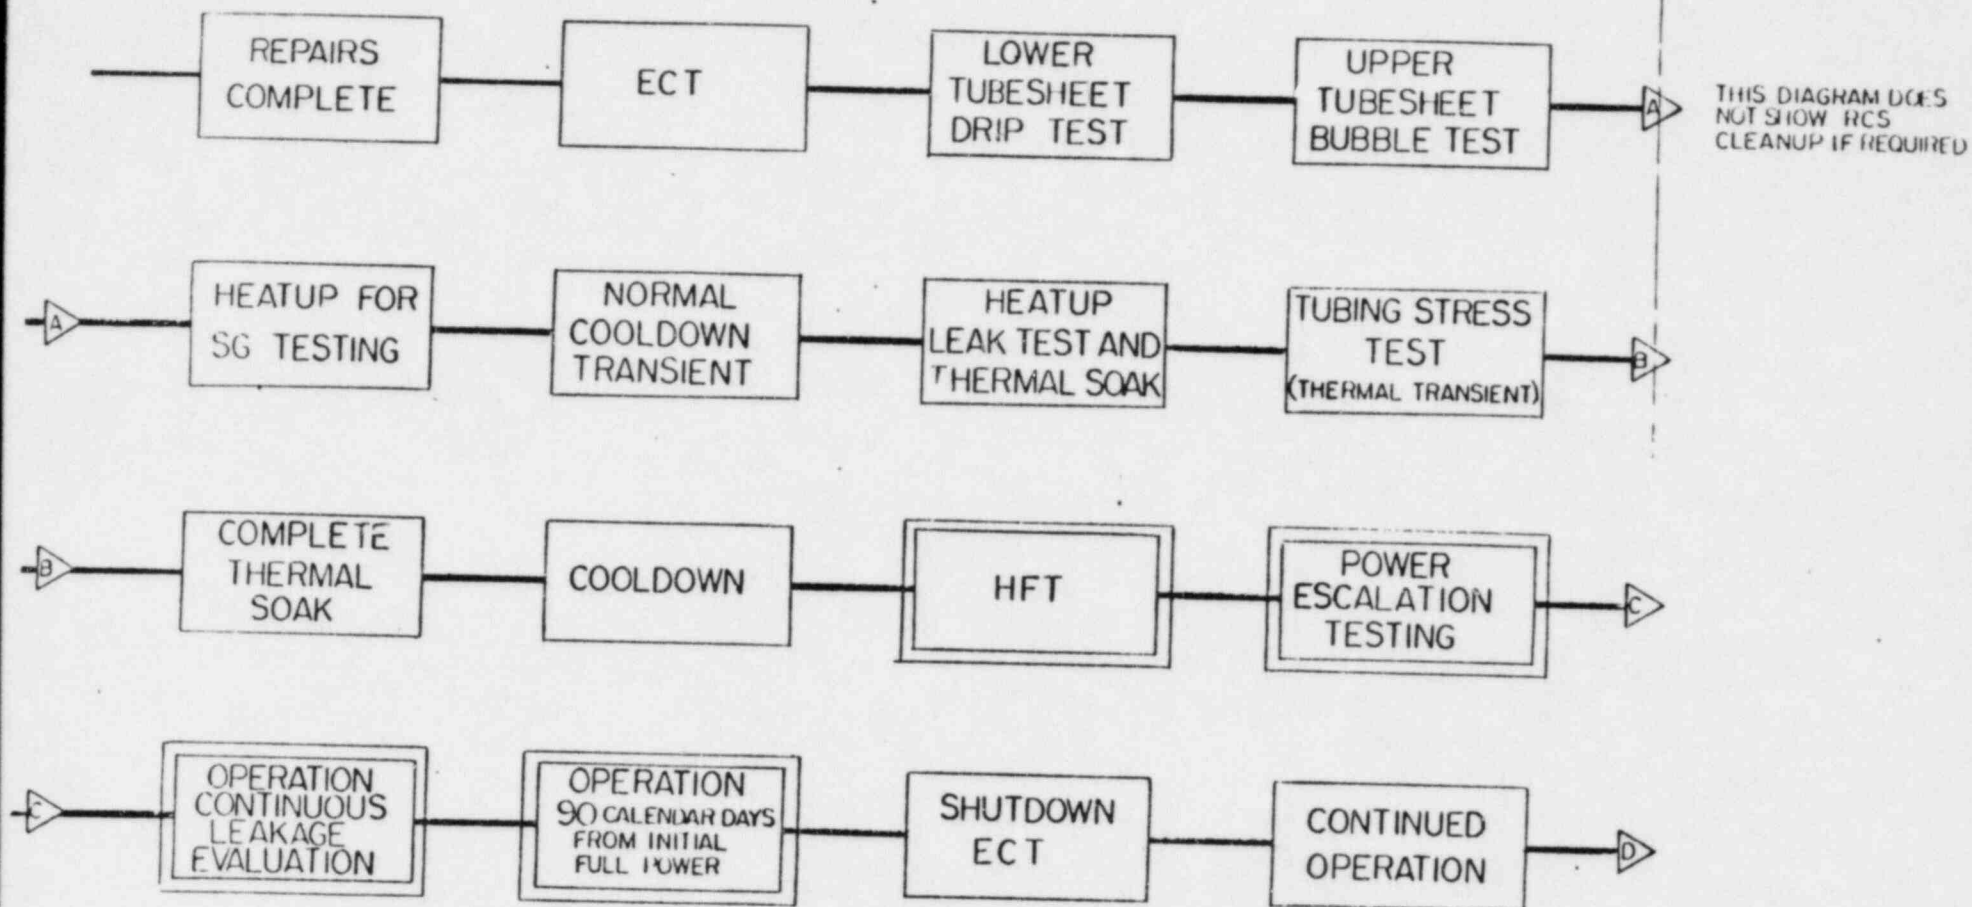 REPAIRS
COMPLETE
ECT
LOWER
TUBESHEET
DRIP TEST
UPPER
TUBESHEET
BUBBLE TEST
A
THIS DIAGRAM DOES
NOT SHOW RCS
CLEANUP IF REQUIRED
A
HEATUP FOR
SG TESTING
NORMAL
COOLDOWN
TRANSIENT
HEATUP
LEAK TEST AND
THERMAL SOAK
TUBING STRESS
TEST
(THERMAL TRANSIENT)
B
B
COMPLETE
THERMAL
SOAK
COOLDOWN
HFT
POWER
ESCALATION
TESTING
C
C
OPERATION
CONTINUOUS
LEAKAGE
EVALUATION
OPERATION
90 CALENDAR DAYS
FROM INITIAL
FULL POWER
SHUTDOWN
ECT
CONTINUED
OPERATION
D